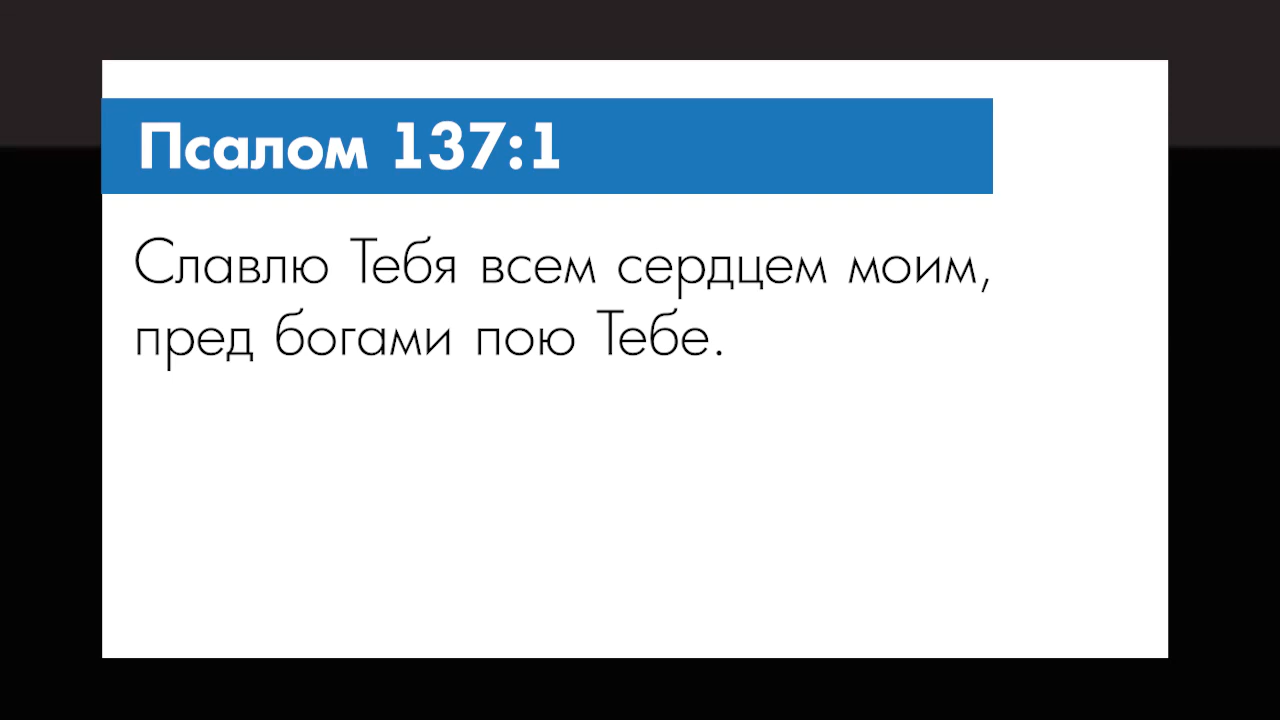 Псалом 137:1
Славлю Тебя всем сердцем моим,
пред богами пою Тебе.